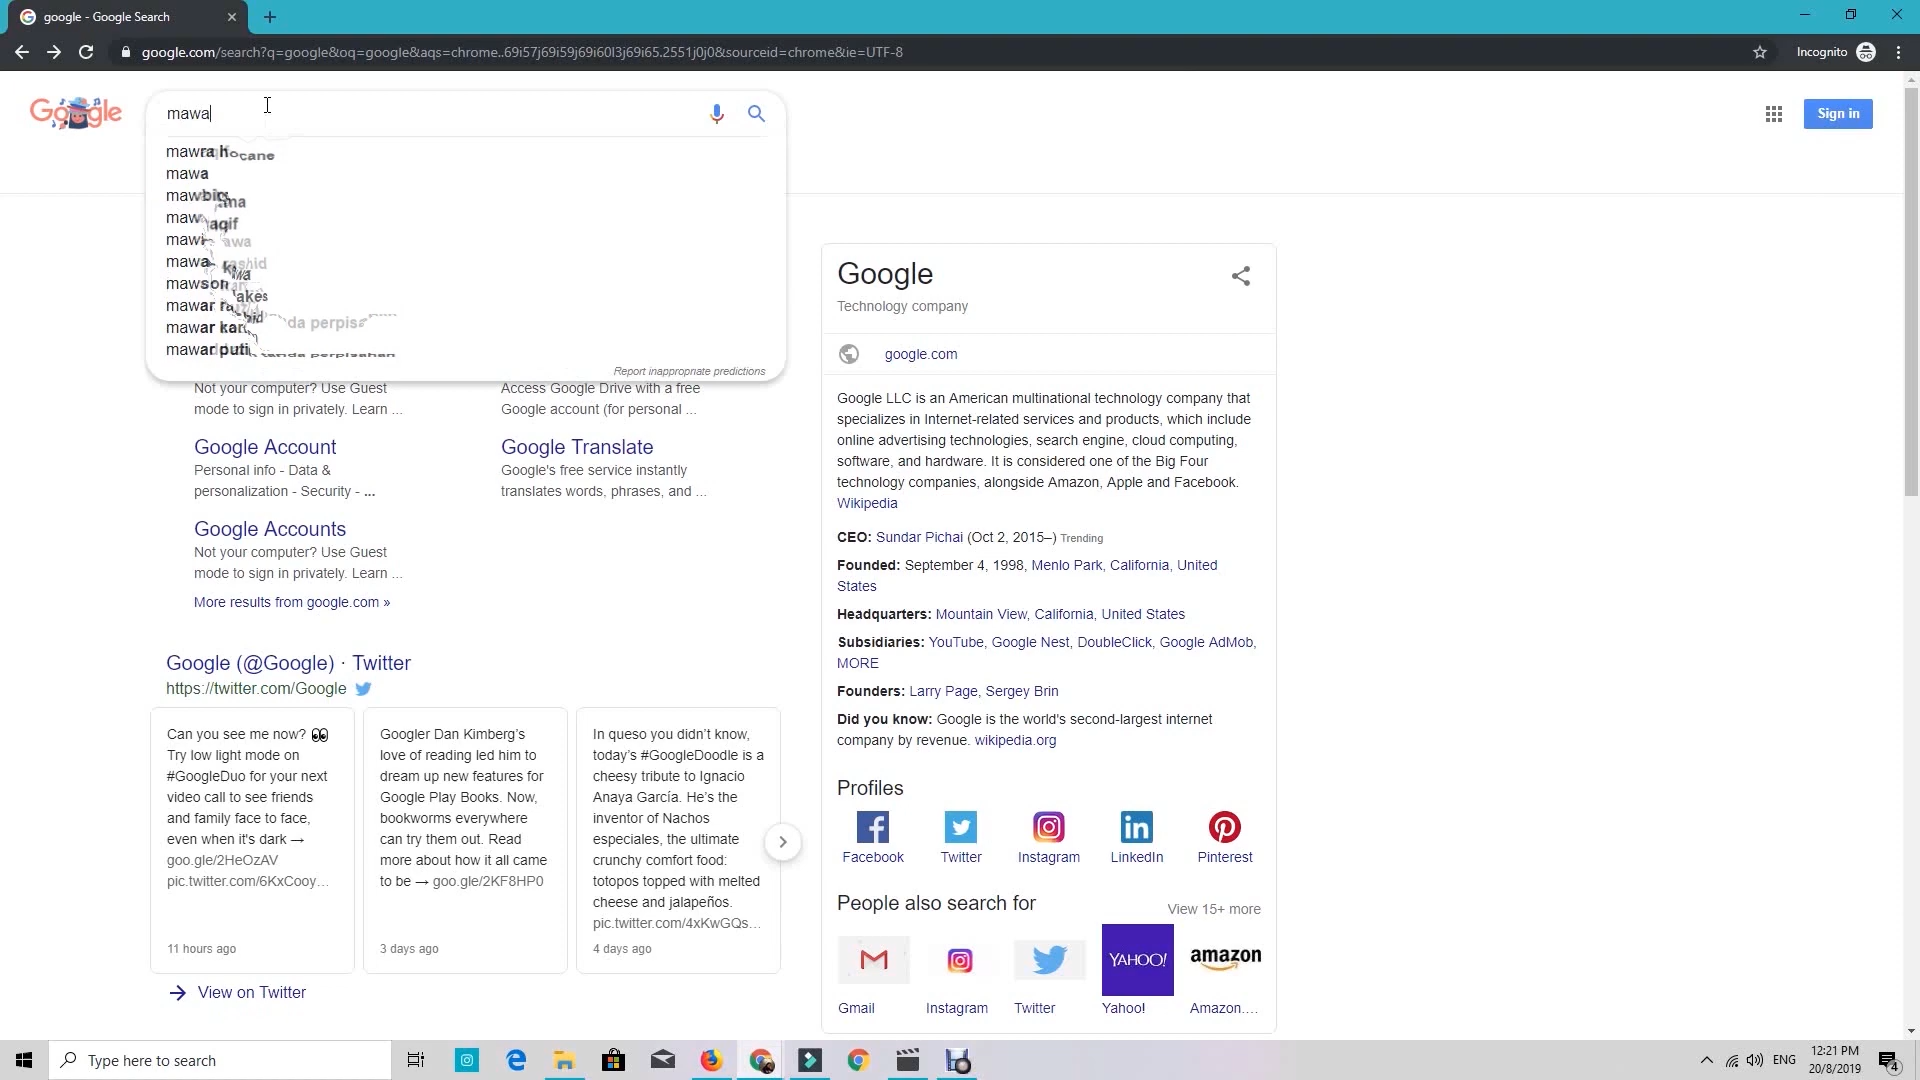 google - Google Search
google.com/search?q=google&oq=google&aqs=chrome..69i57j69i59j69i60l3j69i65.2551j0j0&sourceid=chrome&ie=UTF-8
Incognito
Google
mawa
Sign in
mawa
Report inappropriate predictions
Not your computer? Use Guest
mode to sign in privately. Learn ...
Access Google Drive with a free
Google account (for personal ...
Google Account
Personal info - Data &
personalization - Security - ...
Google Translate
Google's free service instantly
translates words, phrases, and ...
Google Accounts
Not your computer? Use Guest
mode to sign in privately. Learn ...
More results from google.com »
Google (@Google) · Twitter
https://twitter.com/Google
Can you see me now? 👀
Try low light mode on
#GoogleDuo for your next
video call to see friends
and family face to face,
even when it's dark →
goo.gle/2HeOzAV
pic.twitter.com/6KxCooy...
11 hours ago
Googler Dan Kimberg's
love of reading led him to
dream up new features for
Google Play Books. Now,
bookworms everywhere
can try them out. Read
more about how it all came
to be → goo.gle/2KF8HP0
3 days ago
In queso you didn't know,
today's #GoogleDoodle is a
cheesy tribute to Ignacio
Anaya García. He's the
inventor of Nachos
especiales, the ultimate
crunchy comfort food:
totopos topped with melted
cheese and jalapeños.
pic.twitter.com/4xKwGQs...
4 days ago
View on Twitter
Google
Technology company
google.com
Google LLC is an American multinational technology company that
specializes in Internet-related services and products, which include
online advertising technologies, search engine, cloud computing,
software, and hardware. It is considered one of the Big Four
technology companies, alongside Amazon, Apple and Facebook.
Wikipedia
CEO: Sundar Pichai (Oct 2, 2015–) Trending
Founded: September 4, 1998, Menlo Park, California, United
States
Headquarters: Mountain View, California, United States
Subsidiaries: YouTube, Google Nest, DoubleClick, Google AdMob,
MORE
Founders: Larry Page, Sergey Brin
Did you know: Google is the world's second-largest internet
company by revenue. wikipedia.org
Profiles
Facebook
Twitter
Instagram
LinkedIn
Pinterest
People also search for
View 15+ more
YAHOO!
amazon
Gmail
Instagram
Twitter
Yahoo!
Amazon....
Type here to search
ENG
12:21 PM
20/8/2019
4